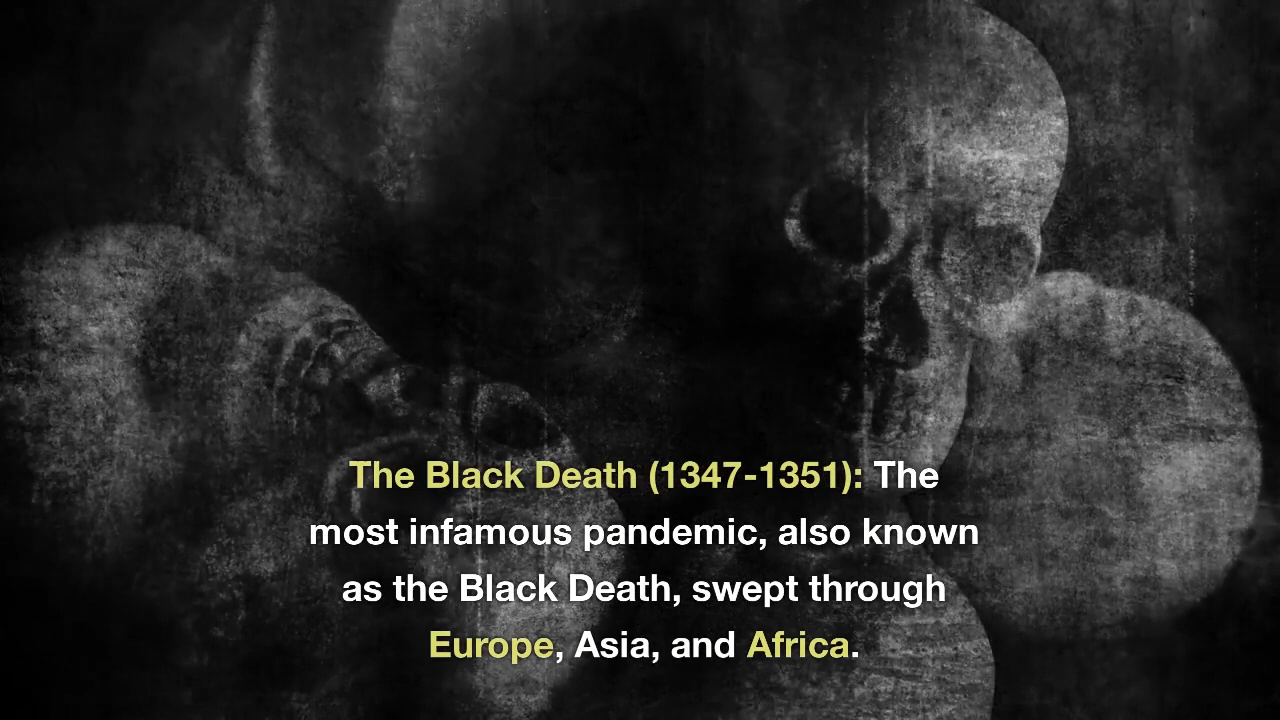 The Black Death (1347-1351): The
most infamous pandemic, also known
as the Black Death, swept through
Europe, Asia, and Africa.